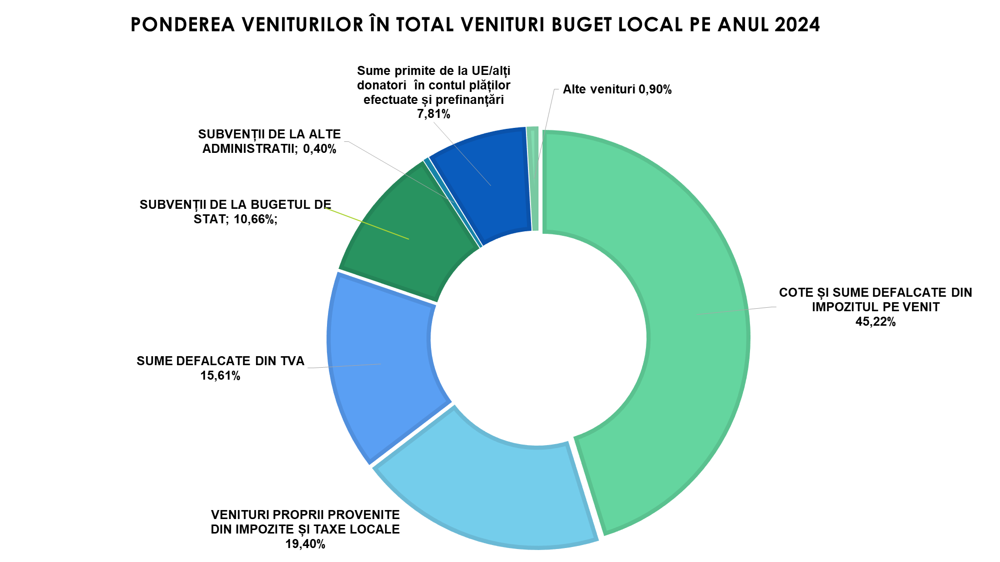 PONDEREA VENITURILOR ÎN TOTAL VENITURI BUGET LOCAL PE ANUL 2024
Sume primite de la UE/alți
donatori  în contul plăților
efectuate și prefinanțări
7,81%
Alte venituri 0,90%
SUBVENȚII DE LA ALTE
ADMINISTRATII; 0,40%
SUBVENȚII DE LA BUGETUL DE
STAT; 10,66%;
COTE ȘI SUME DEFALCATE DIN
IMPOZITUL PE VENIT
45,22%
SUME DEFALCATE DIN TVA
15,61%
VENITURI PROPRII PROVENITE
DIN IMPOZITE ȘI TAXE LOCALE
19,40%